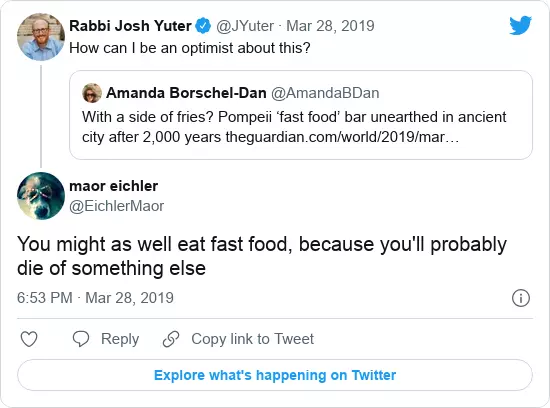 Rabbi Josh Yuter @JYuter · Mar 28, 2019
How can I be an optimist about this?
Amanda Borschel-Dan @AmandaBDan
With a side of fries? Pompeii ‘fast food’ bar unearthed in ancient
city after 2,000 years theguardian.com/world/2019/mar…
maor eichler
@EichlerMaor
You might as well eat fast food, because you'll probably
die of something else
6:53 PM · Mar 28, 2019
Reply Copy link to Tweet
Explore what's happening on Twitter